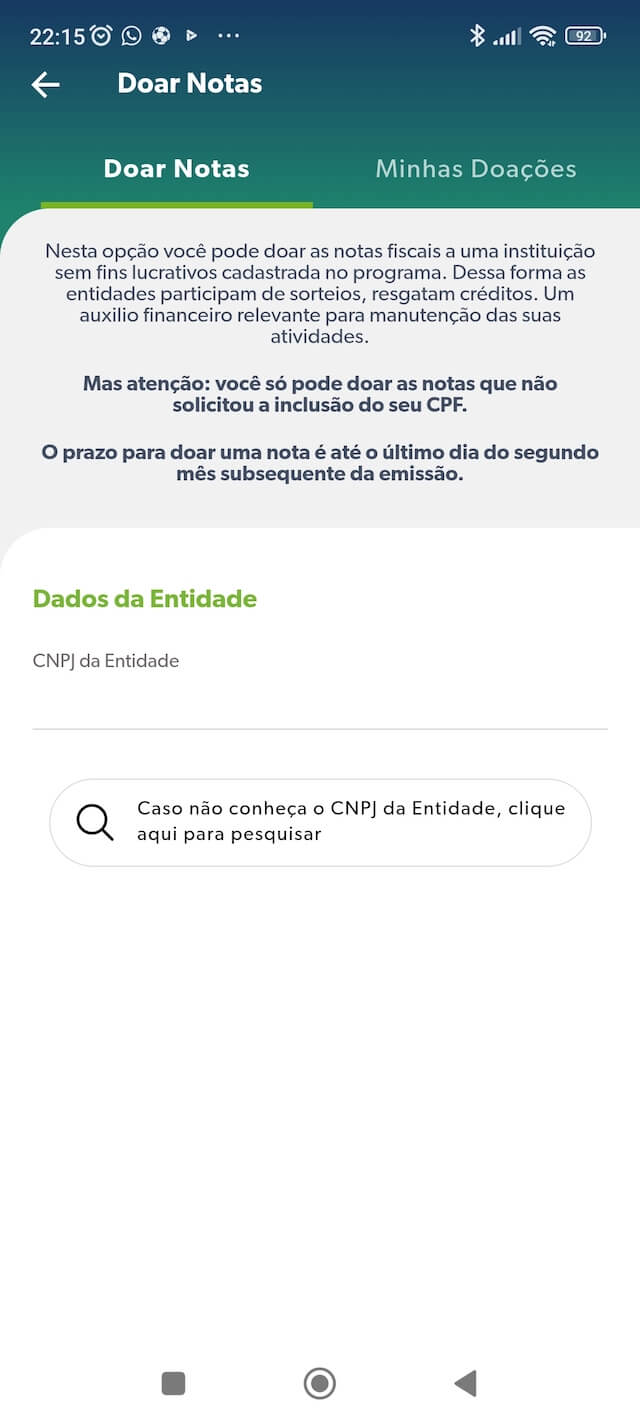 22:15
92
Doar Notas
Doar Notas
Minhas Doações
Nesta opção você pode doar as notas fiscais a uma instituição
sem fins lucrativos cadastrada no programa. Dessa forma as
entidades participam de sorteios, resgatam créditos. Um
auxilio financeiro relevante para manutenção das suas
atividades.
Mas atenção: você só pode doar as notas que não
solicitou a inclusão do seu CPF.
O prazo para doar uma nota é até o último dia do segundo
mês subsequente da emissão.
Dados da Entidade
CNPJ da Entidade
Caso não conheça o CNPJ da Entidade, clique
aqui para pesquisar